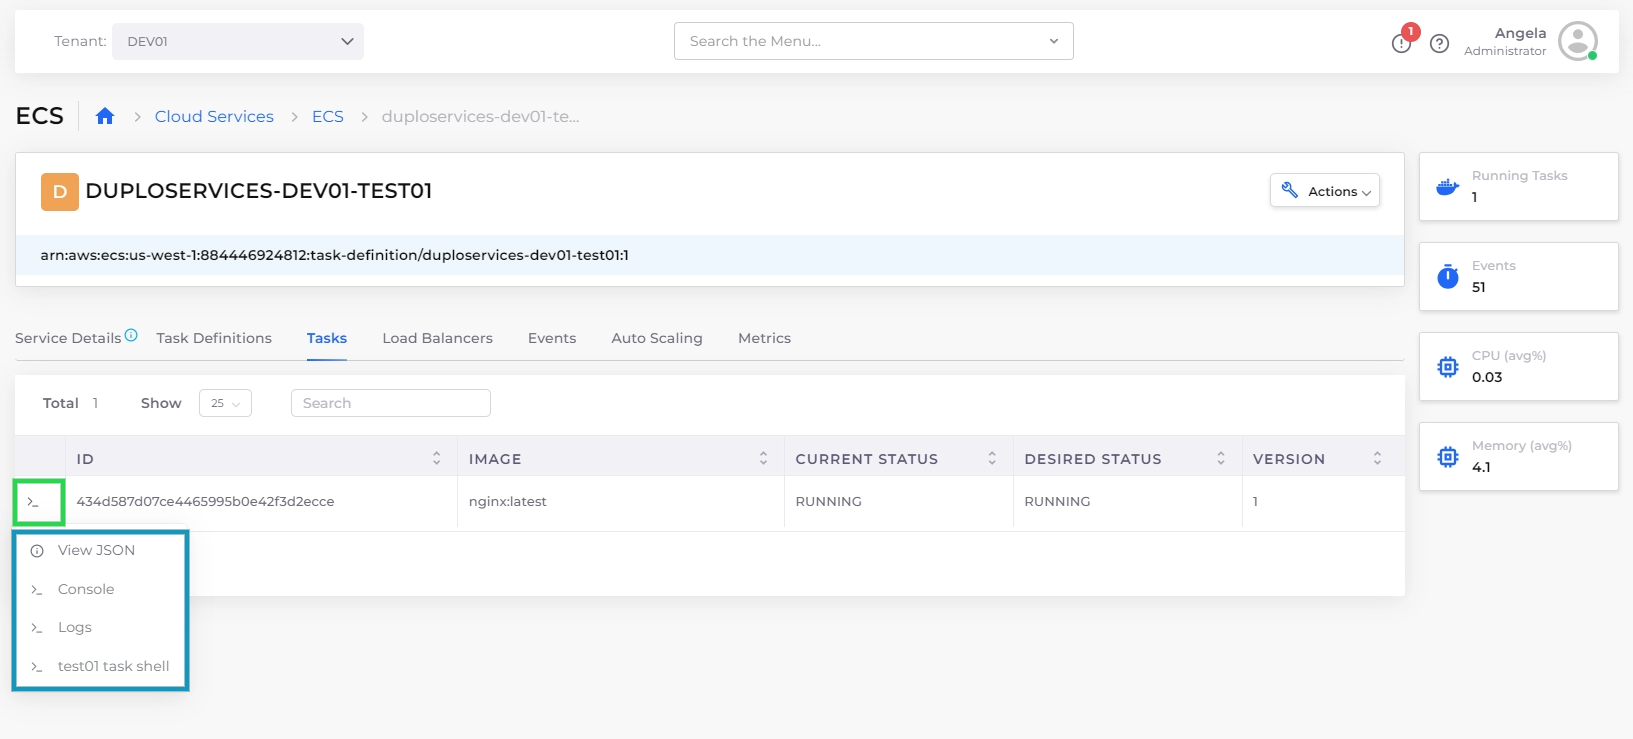 Tenant: DEV01
Search the Menu...
1
Angela
Administrator
ECS
Cloud Services
ECS
duploservices-dev01-te...
D DUPLOSERVICES-DEV01-TEST01
Actions
arn:aws:ecs:us-west-1:884446924812:task-definition/duploservices-dev01-test01:1
Running Tasks
1
Events
51
CPU (avg%)
0.03
Memory (avg%)
4.1
Service Details Task Definitions Tasks Load Balancers Events Auto Scaling Metrics
Total 1 Show 25 Search
ID IMAGE CURRENT STATUS DESIRED STATUS VERSION
434d587d07ce4465995b0e42f3d2ecce nginx:latest RUNNING RUNNING 1
View JSON
Console
Logs
test01 task shell